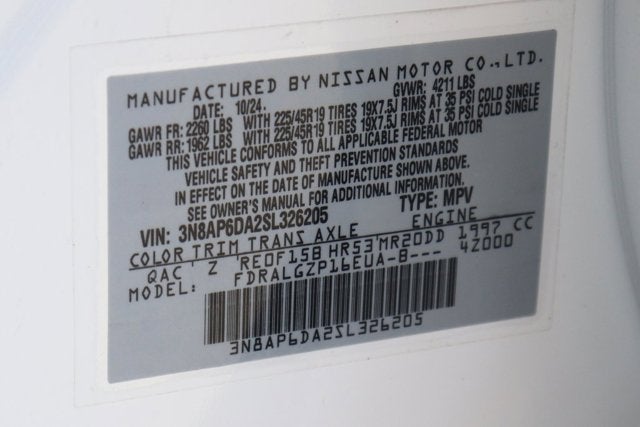 MANUFACTURED BY NISSAN MOTOR CO., LTD.
DATE: 10/24 GVWR: 4211 LBS
GAWR FR: 2260 LBS WITH 225/45R19 TIRES 19X7.5J RIMS AT 35 PSI COLD SINGLE
GAWR RR: 1962 LBS WITH 225/45R19 TIRES 19X7.5J RIMS AT 35 PSI COLD SINGLE
THIS VEHICLE CONFORMS TO ALL APPLICABLE FEDERAL MOTOR
VEHICLE SAFETY AND THEFT PREVENTION STANDARDS
IN EFFECT ON THE DATE OF MANUFACTURE SHOWN ABOVE.
SEE OWNER'S MANUAL FOR ADDITIONAL INFORMATION.
VIN: 3N8AP6DA2SL326205 TYPE: MPV
COLOR TRIM TRANS AXLE ENGINE
QAC Z RE0F15B HR53 MR20DD 1997 CC
MODEL: FDRALGZP16EUA-B--- 4Z000
3N8AP6DA2SL326205